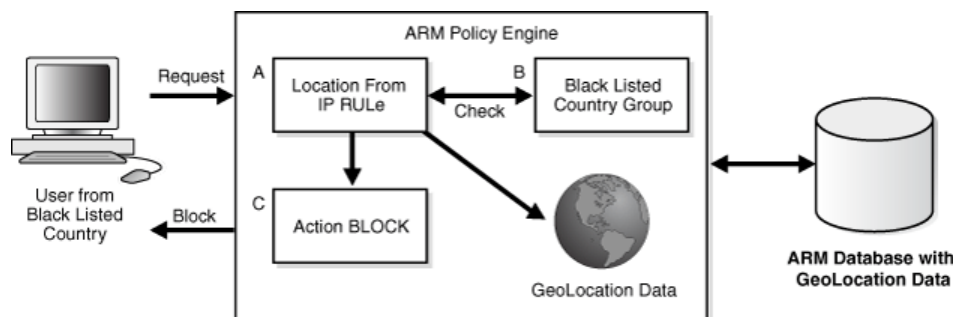 ARM Policy Engine
Request
A
Location From
IP RULe
Check
B
Black Listed
Country Group
User from
Black Listed
Country
Block
C
Action BLOCK
GeoLocation Data
ARM Database with
GeoLocation Data